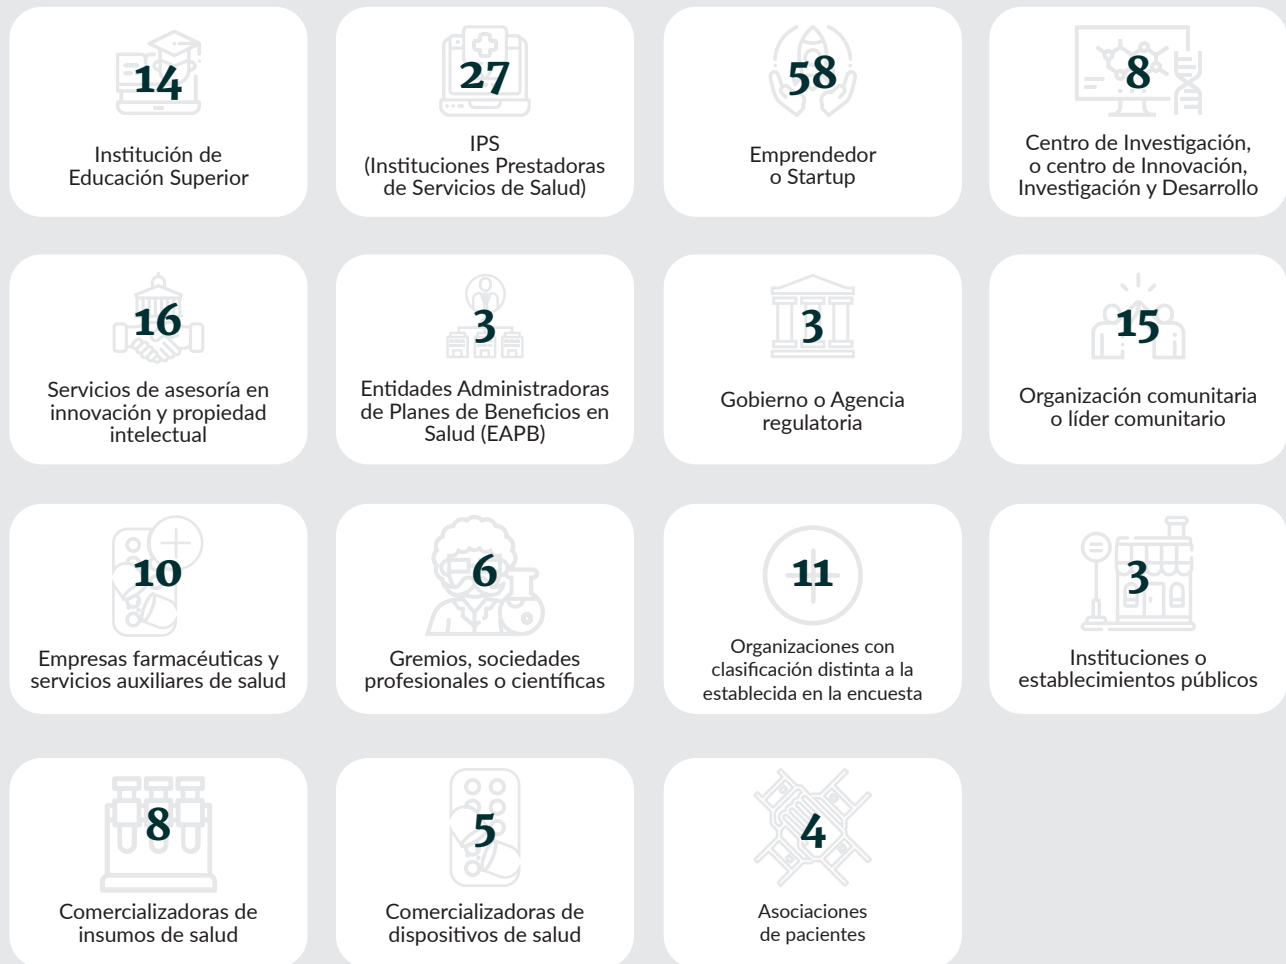 14
Institución de
Educación Superior
27
IPS
(Instituciones Prestadoras
de Servicios de Salud)
58
Emprendedor
o Startup
8
Centro de Investigación,
o centro de Innovación,
Investigación y Desarrollo
16
Servicios de asesoría en
innovación y propiedad
intelectual
3
Entidades Administradoras
de Planes de Beneficios en
Salud (EAPB)
3
Gobierno o Agencia
regulatoria
15
Organización comunitaria
o líder comunitario
10
Empresas farmacéuticas y
servicios auxiliares de salud
6
Gremios, sociedades
profesionales o científicas
11
Organizaciones con
clasificación distinta a la
establecida en la encuesta
3
Instituciones o
establecimientos públicos
8
Comercializadoras de
insumos de salud
5
Comercializadoras de
dispositivos de salud
4
Asociaciones
de pacientes